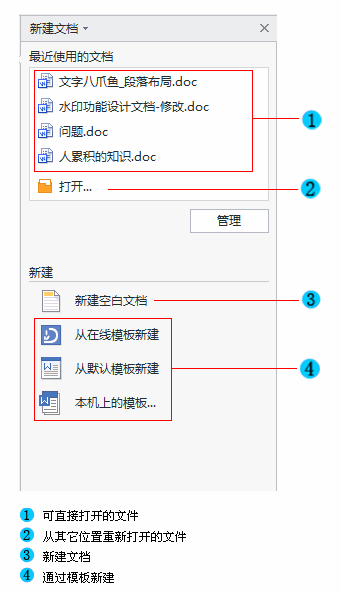 新建文档
最近使用的文档
文字八爪鱼_段落布局.doc
水印功能设计文档-修改.doc
问题.doc
人累积的知识.doc
1
打开...
2
管理
新建
新建空白文档
3
从在线模板新建
从默认模板新建
4
本机上的模板...
1 可直接打开的文件
2 从其它位置重新打开的文件
3 新建文档
4 通过模板新建